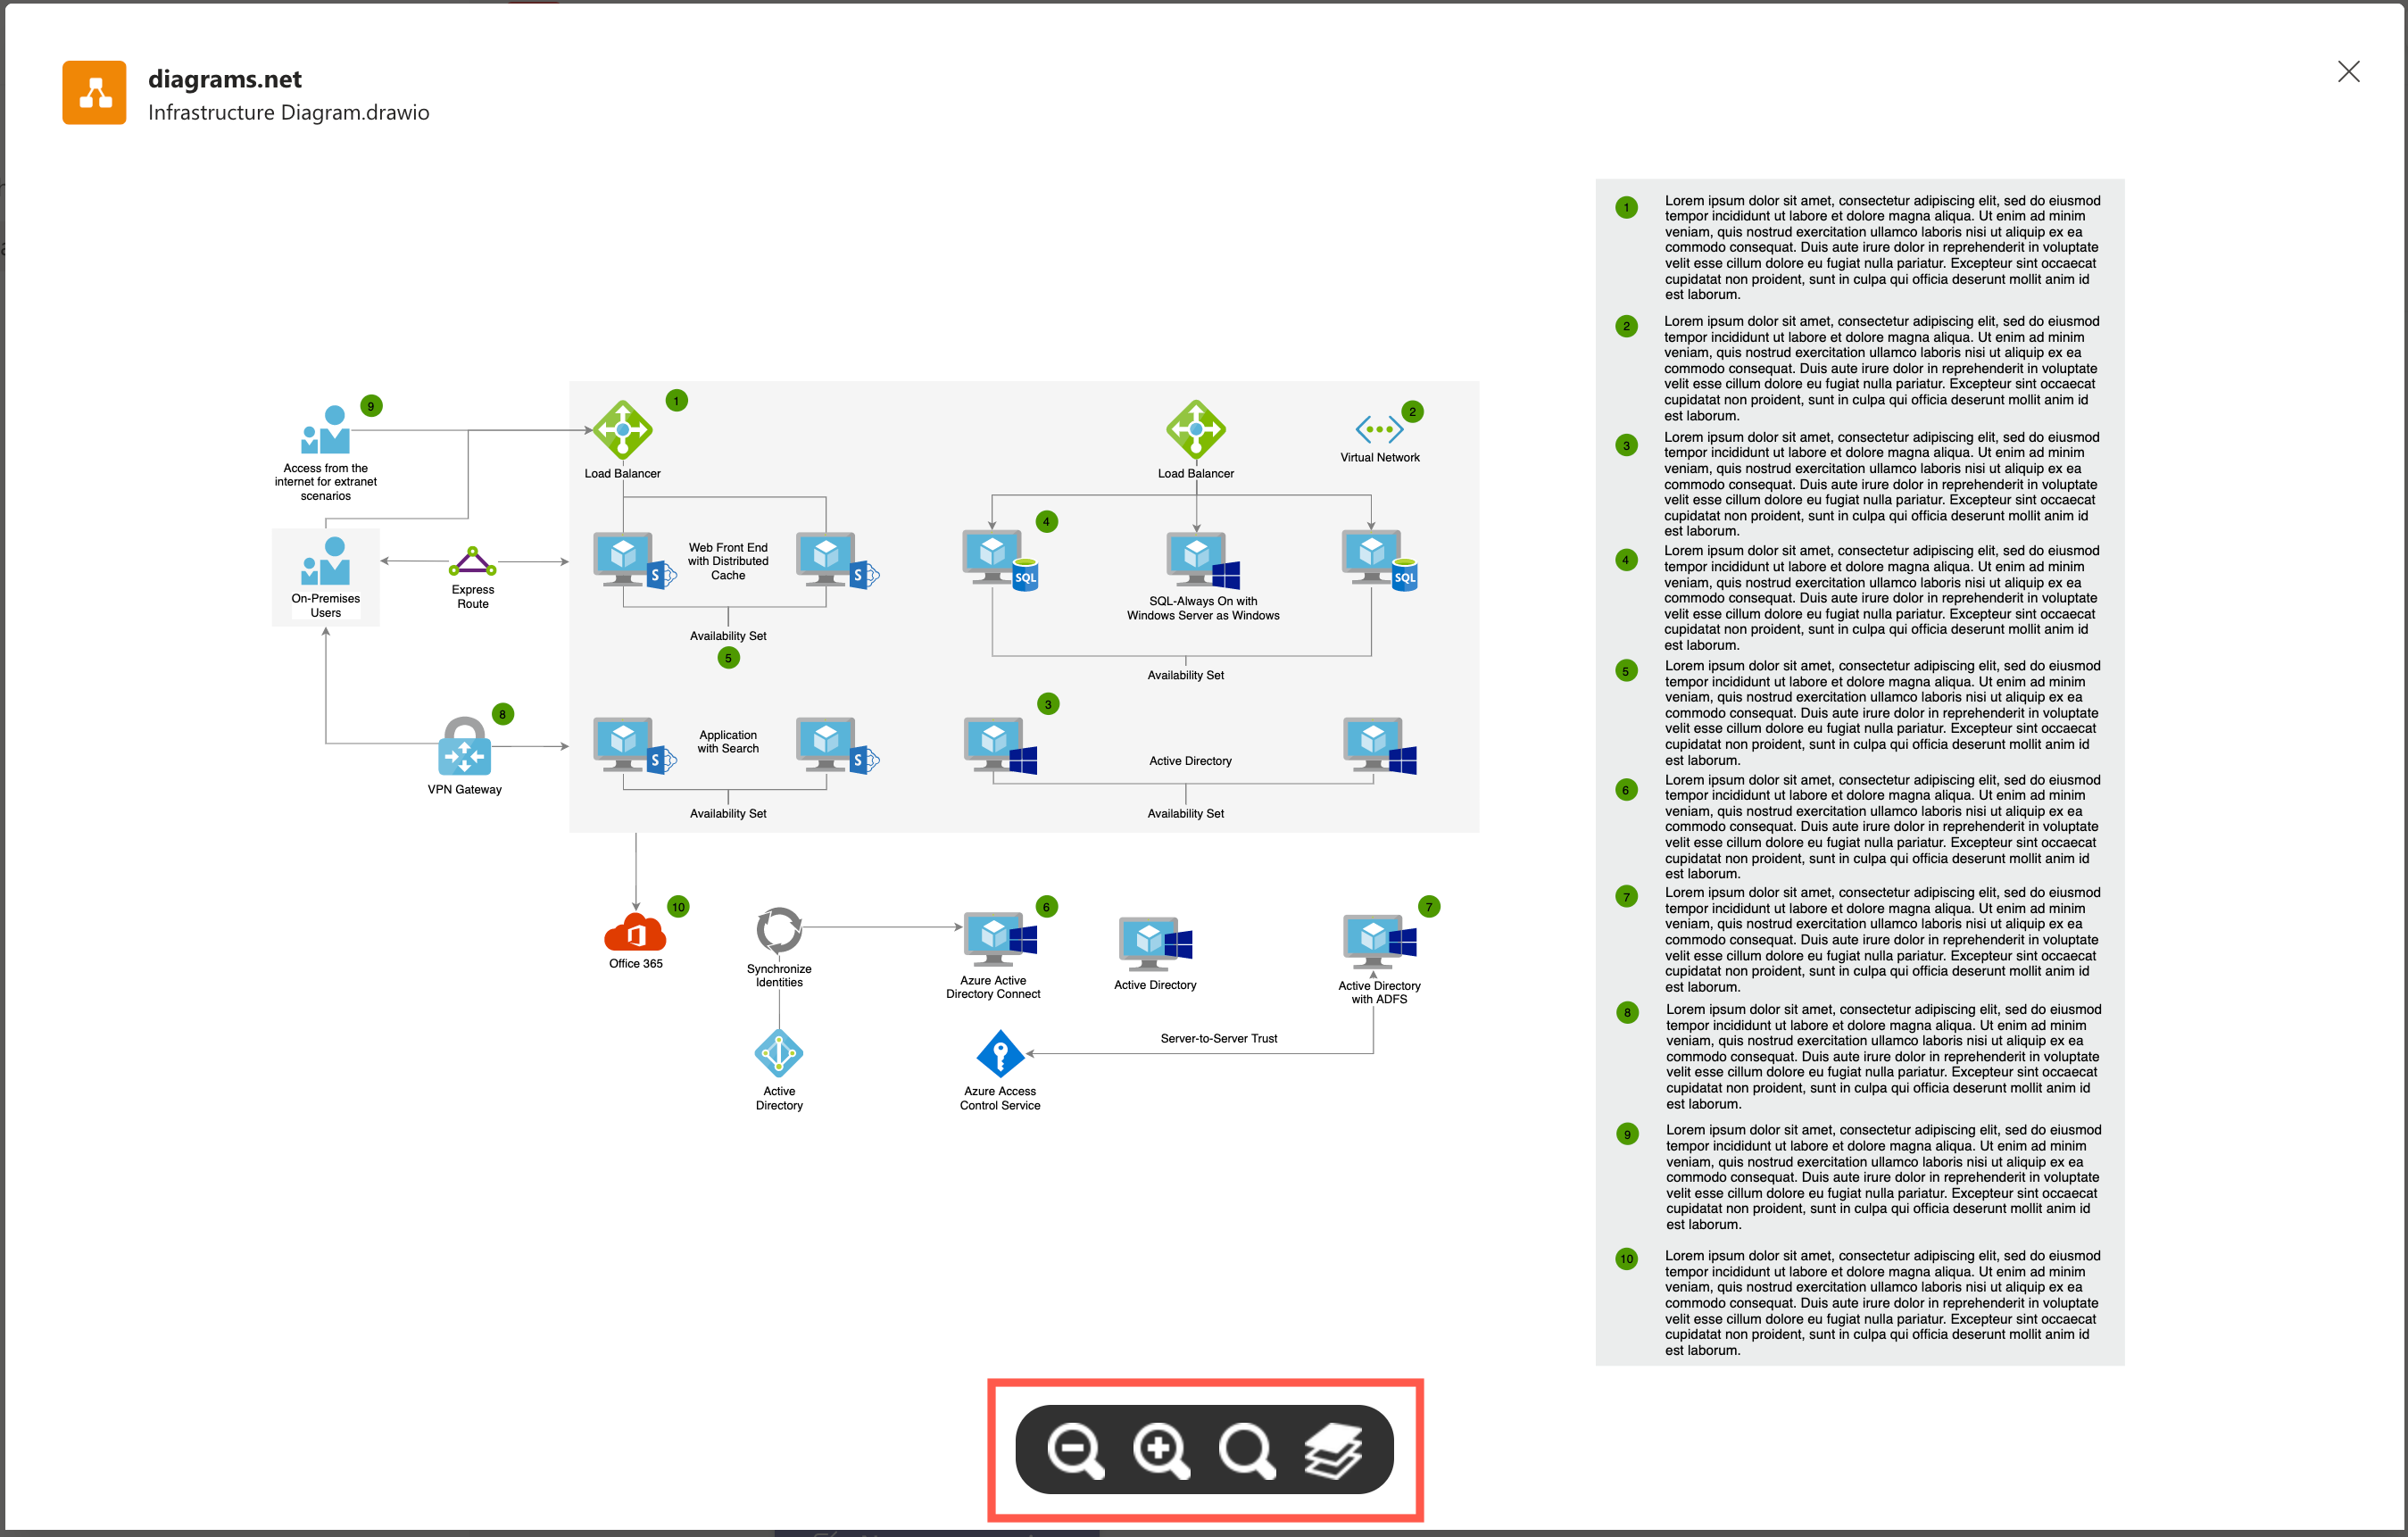 diagrams.net
Infrastructure Diagram.drawio
9
Access from the
internet for extranet
scenarios
On-Premises
Users
Express
Route
8
VPN Gateway
1
Load Balancer
Web Front End
with Distributed
Cache
S
S
Availability Set
5
Application
with Search
S
S
Availability Set
Load Balancer
2
Virtual Network
4
SQL
SQL
SQL-Always On with
Windows Server as Windows
Availability Set
3
Active Directory
Availability Set
10
Office 365
Synchronize
Identities
Active
Directory
6
Azure Active
Directory Connect
Active Directory
7
Active Directory
with ADFS
Server-to-Server Trust
Azure Access
Control Service
1
Lorem ipsum dolor sit amet, consectetur adipiscing elit, sed do eiusmod
tempor incididunt ut labore et dolore magna aliqua. Ut enim ad minim
veniam, quis nostrud exercitation ullamco laboris nisi ut aliquip ex ea
commodo consequat. Duis aute irure dolor in reprehenderit in voluptate
velit esse cillum dolore eu fugiat nulla pariatur. Excepteur sint occaecat
cupidatat non proident, sunt in culpa qui officia deserunt mollit anim id
est laborum.
2
Lorem ipsum dolor sit amet, consectetur adipiscing elit, sed do eiusmod
tempor incididunt ut labore et dolore magna aliqua. Ut enim ad minim
veniam, quis nostrud exercitation ullamco laboris nisi ut aliquip ex ea
commodo consequat. Duis aute irure dolor in reprehenderit in voluptate
velit esse cillum dolore eu fugiat nulla pariatur. Excepteur sint occaecat
cupidatat non proident, sunt in culpa qui officia deserunt mollit anim id
est laborum.
3
Lorem ipsum dolor sit amet, consectetur adipiscing elit, sed do eiusmod
tempor incididunt ut labore et dolore magna aliqua. Ut enim ad minim
veniam, quis nostrud exercitation ullamco laboris nisi ut aliquip ex ea
commodo consequat. Duis aute irure dolor in reprehenderit in voluptate
velit esse cillum dolore eu fugiat nulla pariatur. Excepteur sint occaecat
cupidatat non proident, sunt in culpa qui officia deserunt mollit anim id
est laborum.
4
Lorem ipsum dolor sit amet, consectetur adipiscing elit, sed do eiusmod
tempor incididunt ut labore et dolore magna aliqua. Ut enim ad minim
veniam, quis nostrud exercitation ullamco laboris nisi ut aliquip ex ea
commodo consequat. Duis aute irure dolor in reprehenderit in voluptate
velit esse cillum dolore eu fugiat nulla pariatur. Excepteur sint occaecat
cupidatat non proident, sunt in culpa qui officia deserunt mollit anim id
est laborum.
5
Lorem ipsum dolor sit amet, consectetur adipiscing elit, sed do eiusmod
tempor incididunt ut labore et dolore magna aliqua. Ut enim ad minim
veniam, quis nostrud exercitation ullamco laboris nisi ut aliquip ex ea
commodo consequat. Duis aute irure dolor in reprehenderit in voluptate
velit esse cillum dolore eu fugiat nulla pariatur. Excepteur sint occaecat
cupidatat non proident, sunt in culpa qui officia deserunt mollit anim id
est laborum.
6
Lorem ipsum dolor sit amet, consectetur adipiscing elit, sed do eiusmod
tempor incididunt ut labore et dolore magna aliqua. Ut enim ad minim
veniam, quis nostrud exercitation ullamco laboris nisi ut aliquip ex ea
commodo consequat. Duis aute irure dolor in reprehenderit in voluptate
velit esse cillum dolore eu fugiat nulla pariatur. Excepteur sint occaecat
cupidatat non proident, sunt in culpa qui officia deserunt mollit anim id
est laborum.
7
Lorem ipsum dolor sit amet, consectetur adipiscing elit, sed do eiusmod
tempor incididunt ut labore et dolore magna aliqua. Ut enim ad minim
veniam, quis nostrud exercitation ullamco laboris nisi ut aliquip ex ea
commodo consequat. Duis aute irure dolor in reprehenderit in voluptate
velit esse cillum dolore eu fugiat nulla pariatur. Excepteur sint occaecat
cupidatat non proident, sunt in culpa qui officia deserunt mollit anim id
est laborum.
8
Lorem ipsum dolor sit amet, consectetur adipiscing elit, sed do eiusmod
tempor incididunt ut labore et dolore magna aliqua. Ut enim ad minim
veniam, quis nostrud exercitation ullamco laboris nisi ut aliquip ex ea
commodo consequat. Duis aute irure dolor in reprehenderit in voluptate
velit esse cillum dolore eu fugiat nulla pariatur. Excepteur sint occaecat
cupidatat non proident, sunt in culpa qui officia deserunt mollit anim id
est laborum.
9
Lorem ipsum dolor sit amet, consectetur adipiscing elit, sed do eiusmod
tempor incididunt ut labore et dolore magna aliqua. Ut enim ad minim
veniam, quis nostrud exercitation ullamco laboris nisi ut aliquip ex ea
commodo consequat. Duis aute irure dolor in reprehenderit in voluptate
velit esse cillum dolore eu fugiat nulla pariatur. Excepteur sint occaecat
cupidatat non proident, sunt in culpa qui officia deserunt mollit anim id
est laborum.
10
Lorem ipsum dolor sit amet, consectetur adipiscing elit, sed do eiusmod
tempor incididunt ut labore et dolore magna aliqua. Ut enim ad minim
veniam, quis nostrud exercitation ullamco laboris nisi ut aliquip ex ea
commodo consequat. Duis aute irure dolor in reprehenderit in voluptate
velit esse cillum dolore eu fugiat nulla pariatur. Excepteur sint occaecat
cupidatat non proident, sunt in culpa qui officia deserunt mollit anim id
est laborum.